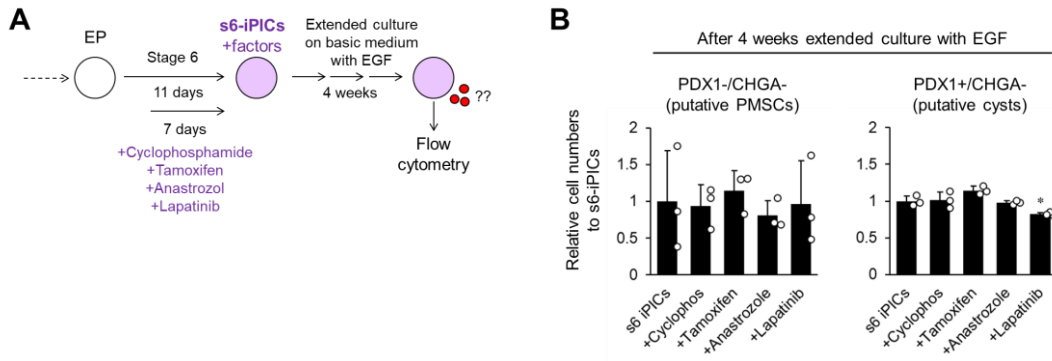 A
EP
Stage 6
11 days
7 days
+Cyclophosphamide
+Tamoxifen
+Anastrozol
+Lapatinib
s6-iPICs
+factors
Extended culture
on basic medium
with EGF
4 weeks
??
Flow
cytometry
B
After 4 weeks extended culture with EGF
Relative cell numbers
to s6-iPICs
PDX1-/CHGA-
(putative PMSCs)
2
1.5
1
0.5
0
s6 iPICs
+Cyclophos
+Tamoxifen
+Anastrozole
+Lapatinib
PDX1+/CHGA-
(putative cysts)
2
1.5
1
0.5
0
*
s6 iPICs
+Cyclophos
+Tamoxifen
+Anastrozole
+Lapatinib